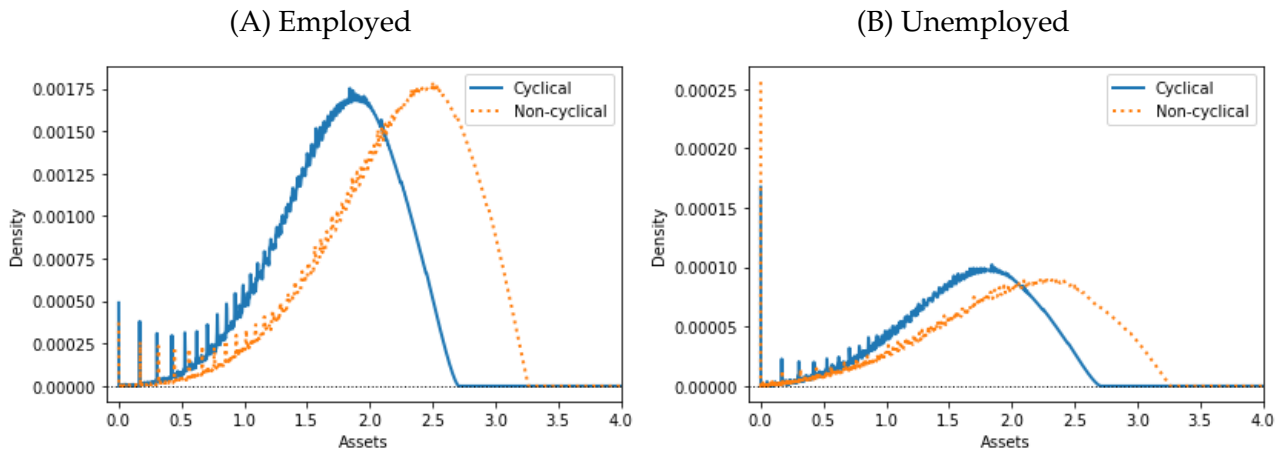 (A) Employed
(B) Unemployed
0.00175
0.00150
0.00125
0.00100
0.00075
0.00050
0.00025
0.00000
Density
0.0 0.5 1.0 1.5 2.0 2.5 3.0 3.5 4.0
Assets
Cyclical
Non-cyclical
0.00025
0.00020
0.00015
0.00010
0.00005
0.00000
Density
0.0 0.5 1.0 1.5 2.0 2.5 3.0 3.5 4.0
Assets
Cyclical
Non-cyclical